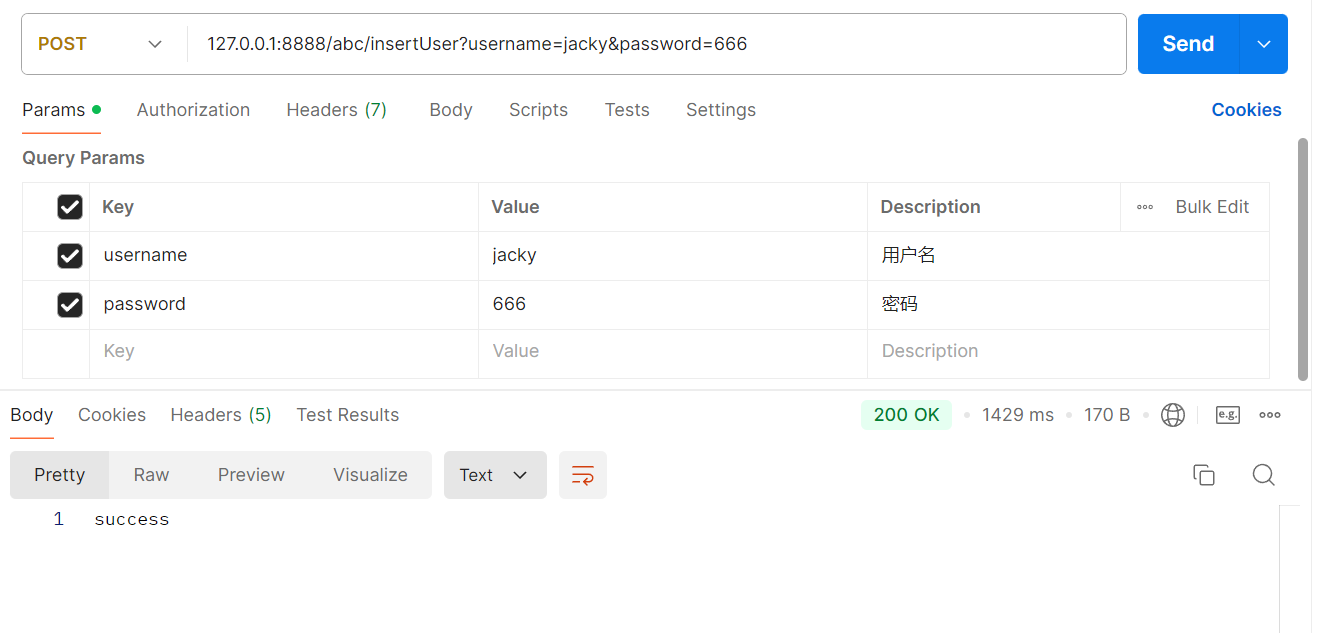 POST 127.0.0.1:8888/abc/insertUser?username=jacky&password=666 Send
Params Authorization Headers (7) Body Scripts Tests Settings Cookies
Query Params
Key Value Description Bulk Edit
username jacky 用户名
password 666 密码
Key Value Description
Body Cookies Headers (5) Test Results 200 OK 1429 ms 170 B e.g.
Pretty Raw Preview Visualize Text
1 success